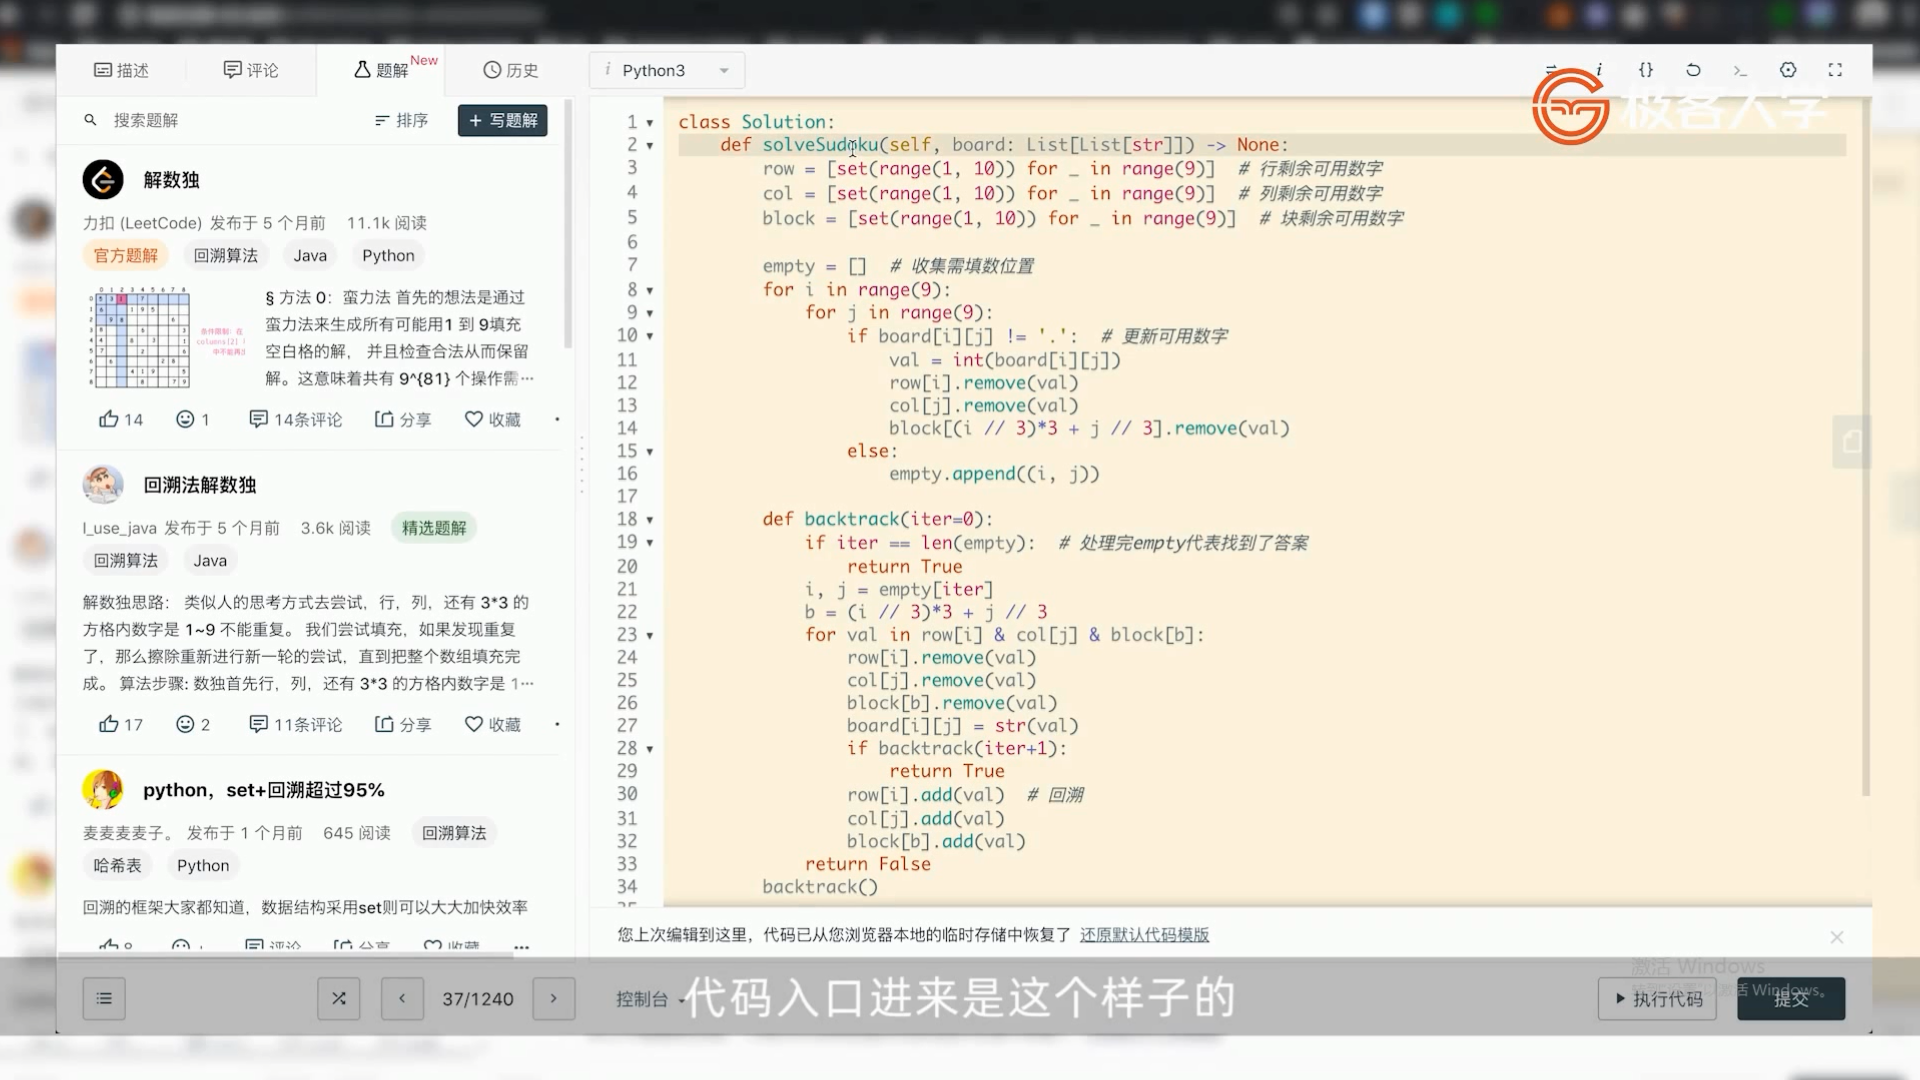 描述
评论
题解
New
历史
搜索题解
排序
+ 写题解
解数独
力扣 (LeetCode) 发布于 5 个月前 11.1k 阅读
官方题解 回溯算法 Java Python
§ 方法 0：蛮力法 首先的想法是通过
蛮力法来生成所有可能用1 到 9填充
空白格的解， 并且检查合法从而保留
解。这意味着共有 9^{81} 个操作需…
14 1 14条评论 分享 收藏
回溯法解数独
I_use_java 发布于 5 个月前 3.6k 阅读 精选题解
回溯算法 Java
解数独思路： 类似人的思考方式去尝试，行，列，还有 3*3 的
方格内数字是 1~9 不能重复。 我们尝试填充，如果发现重复
了，那么擦除重新进行新一轮的尝试，直到把整个数组填充完
成。 算法步骤: 数独首先行，列，还有 3*3 的方格内数字是 1…
17 2 11条评论 分享 收藏
python，set+回溯超过95%
麦麦麦麦子。 发布于 1 个月前 645 阅读 回溯算法
哈希表 Python
回溯的框架大家都知道，数据结构采用set则可以大大加快效率
8 评论 分享 收藏
37/1240
Python3
极客大学
1 class Solution:
2 def solveSudoku(self, board: List[List[str]]) -> None:
3 row = [set(range(1, 10)) for _ in range(9)] # 行剩余可用数字
4 col = [set(range(1, 10)) for _ in range(9)] # 列剩余可用数字
5 block = [set(range(1, 10)) for _ in range(9)] # 块剩余可用数字
6
7 empty = [] # 收集需填数位置
8 for i in range(9):
9 for j in range(9):
10 if board[i][j] != '.': # 更新可用数字
11 val = int(board[i][j])
12 row[i].remove(val)
13 col[j].remove(val)
14 block[(i // 3)*3 + j // 3].remove(val)
15 else:
16 empty.append((i, j))
17
18 def backtrack(iter=0):
19 if iter == len(empty): # 处理完empty代表找到了答案
20 return True
21 i, j = empty[iter]
22 b = (i // 3)*3 + j // 3
23 for val in row[i] & col[j] & block[b]:
24 row[i].remove(val)
25 col[j].remove(val)
26 block[b].remove(val)
27 board[i][j] = str(val)
28 if backtrack(iter+1):
29 return True
30 row[i].add(val) # 回溯
31 col[j].add(val)
32 block[b].add(val)
33 return False
34 backtrack()
您上次编辑到这里，代码已从您浏览器本地的临时存储中恢复了 还原默认代码模版
控制台
代码入口进来是这个样子的
激活 Windows
执行代码
提交